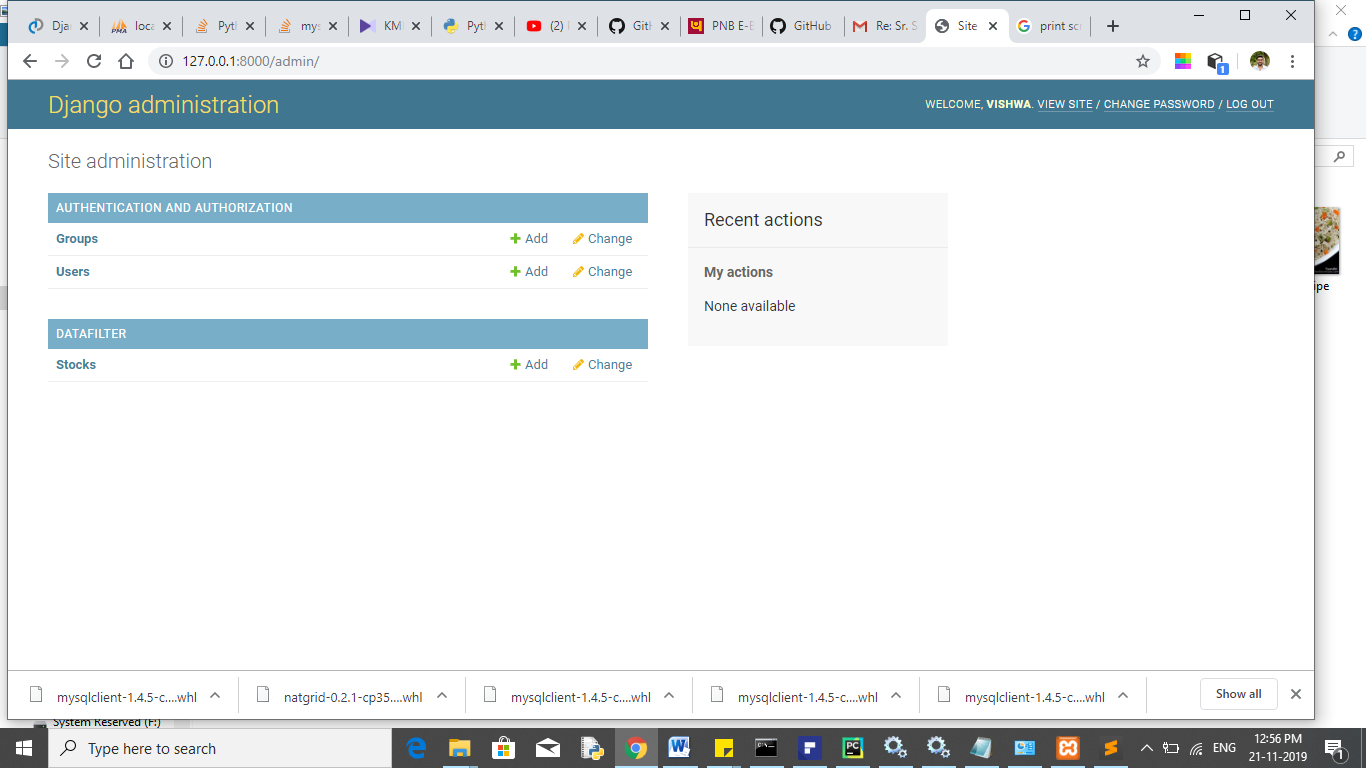 Dja
loca
Pyt
mys
KM
Pyt
(2)
GitH
PNB E-B
GitHub
Re: Sr. S
Site
print scr
127.0.0.1:8000/admin/
1
Django administration
WELCOME, VISHWA. VIEW SITE / CHANGE PASSWORD / LOG OUT
Site administration
AUTHENTICATION AND AUTHORIZATION
Groups Add Change
Users Add Change
DATAFILTER
Stocks Add Change
Recent actions
My actions
None available
ipe
mysqlclient-1.4.5-c....whl
natgrid-0.2.1-cp35....whl
mysqlclient-1.4.5-c....whl
mysqlclient-1.4.5-c....whl
mysqlclient-1.4.5-c....whl
Show all
System Reserved (F:)
Type here to search
ENG
12:56 PM
21-11-2019
1